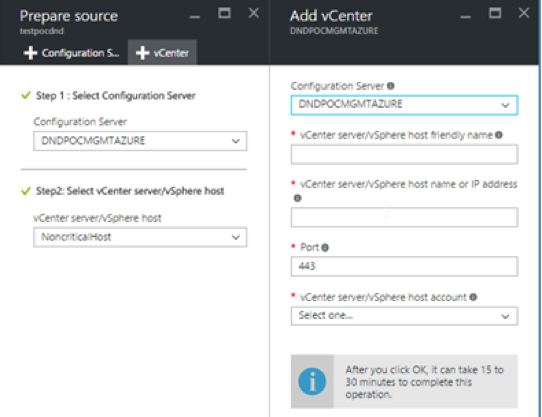 Prepare source
testpocdnd
Configuration S...
vCenter
Step 1 : Select Configuration Server
Configuration Server
DNDPOCMGMTAZURE
Step2: Select vCenter server/vSphere host
vCenter server/vSphere host
NoncriticalHost
Add vCenter
DNDPOCMGMTAZURE
Configuration Server
DNDPOCMGMTAZURE
* vCenter server/vSphere host friendly name
* vCenter server/vSphere host name or IP address
* Port
443
* vCenter server/vSphere host account
Select one...
After you click OK, it can take 15 to
30 minutes to complete this
operation.